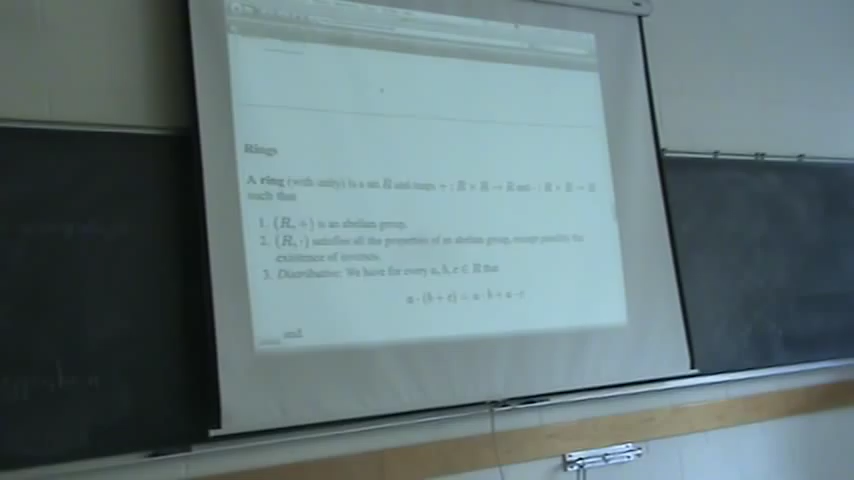 Rings
A ring (with unity) is a set R and maps + : R × R → R and · : R × R → R
such that
1. (R, +) is an abelian group.
2. (R, ·) satisfies all the properties of an abelian group, except possibly the
existence of inverses.
3. Distributive: We have for every a, b, c ∈ R that
a · (b + c) = a · b + a · c
and